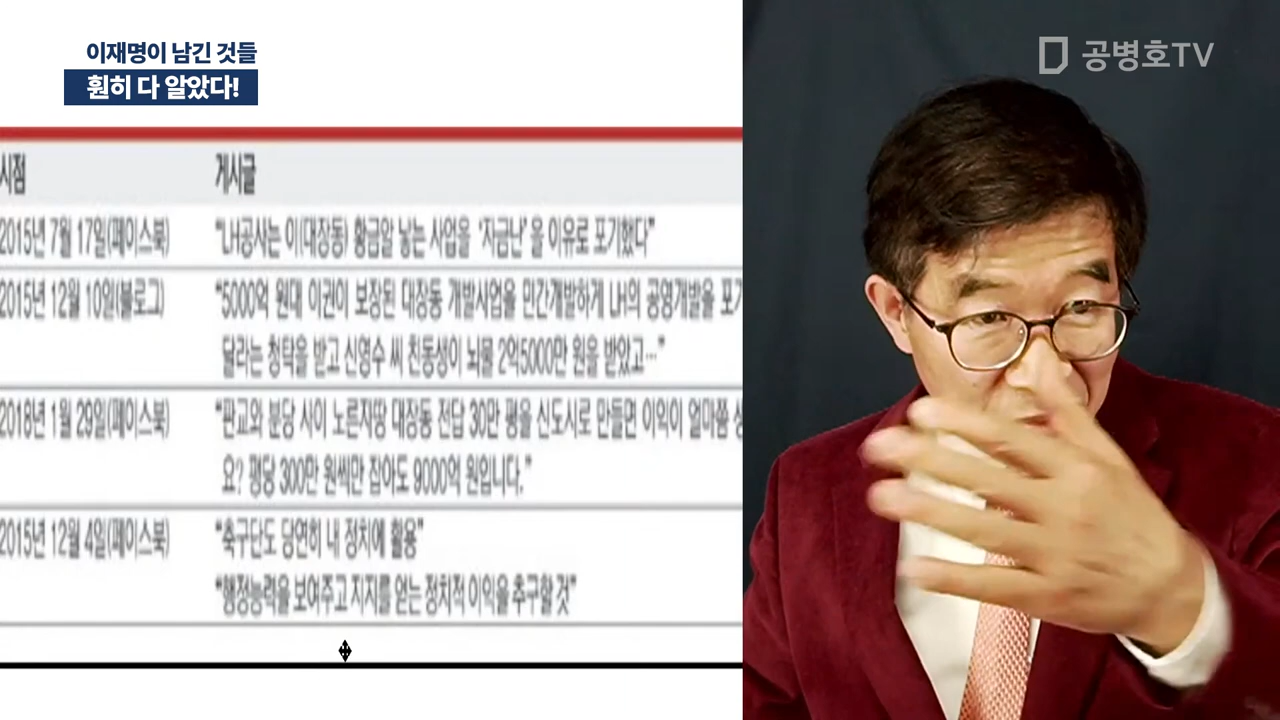 이재명이 남긴 것들
훤히 다 알았다!
공병호TV
시점 게시글
2015년 7월 17일(페이스북) "LH공사는 이(대장동) 황금알 낳는 사업을 '자금난'을 이유로 포기했다"
2015년 12월 10일(블로그) "5000억 원대 이권이 보장된 대장동 개발사업을 민간개발하게 LH의 공영개발을 포기
달라는 청탁을 받고 신영수 씨 친동생이 뇌물 2억5000만 원을 받았고…"
2018년 1월 29일(페이스북) "판교와 분당 사이 노른자땅 대장동 전답 30만 평을 신도시로 만들면 이익이 얼마쯤
요? 평당 300만 원씩만 잡아도 9000억 원입니다."
2015년 12월 4일(페이스북) "축구단도 당연히 내 정치에 활용"
"행정능력을 보여주고 지지를 얻는 정치적 이익을 추구할 것"